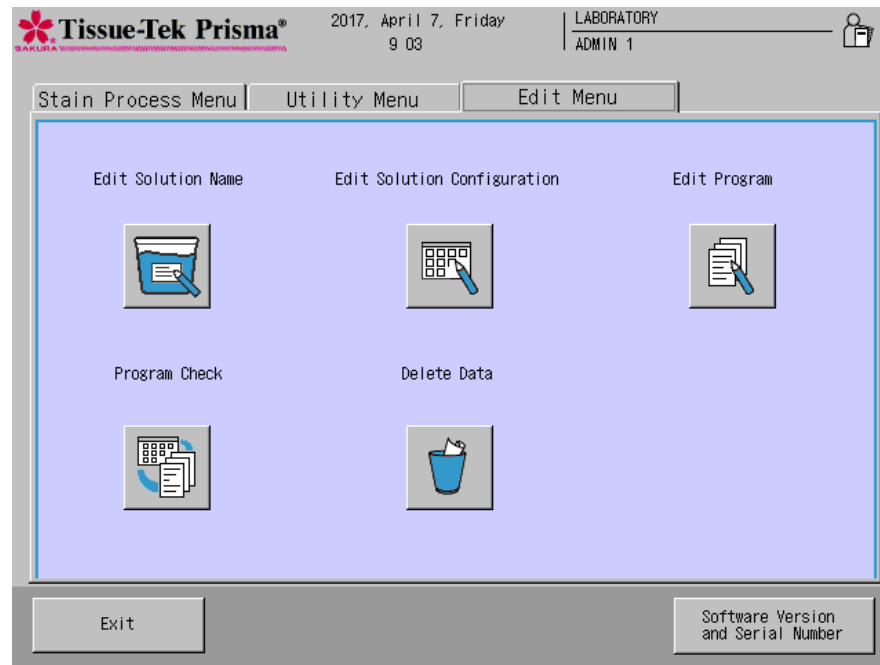 SAKURA Tissue-Tek Prisma®
2017, April 7, Friday
9 03
LABORATORY
ADMIN 1
Stain Process Menu
Utility Menu
Edit Menu
Edit Solution Name
Edit Solution Configuration
Edit Program
Program Check
Delete Data
Exit
Software Version
and Serial Number